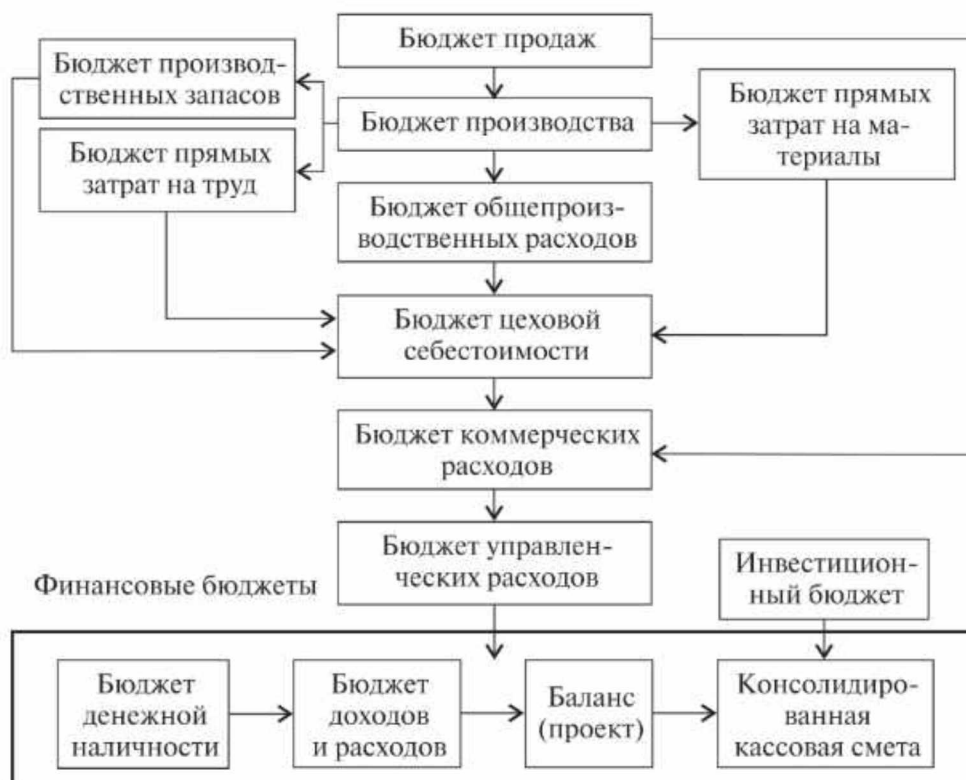 Бюджет продаж
Бюджет производ-
ственных запасов
Бюджет производства
Бюджет прямых
затрат на ма-
териалы
Бюджет прямых
затрат на труд
Бюджет общепроиз-
водственных расходов
Бюджет цеховой
себестоимости
Бюджет коммерческих
расходов
Бюджет управлен-
ческих расходов
Инвестицион-
ный бюджет
Финансовые бюджеты
Бюджет
денежной
наличности
Бюджет
доходов
и расходов
Баланс
(проект)
Консолидиро-
ванная
кассовая смета